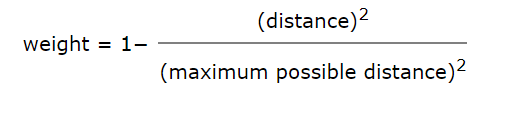 (distance)²
weight = 1−
(maximum possible distance)²